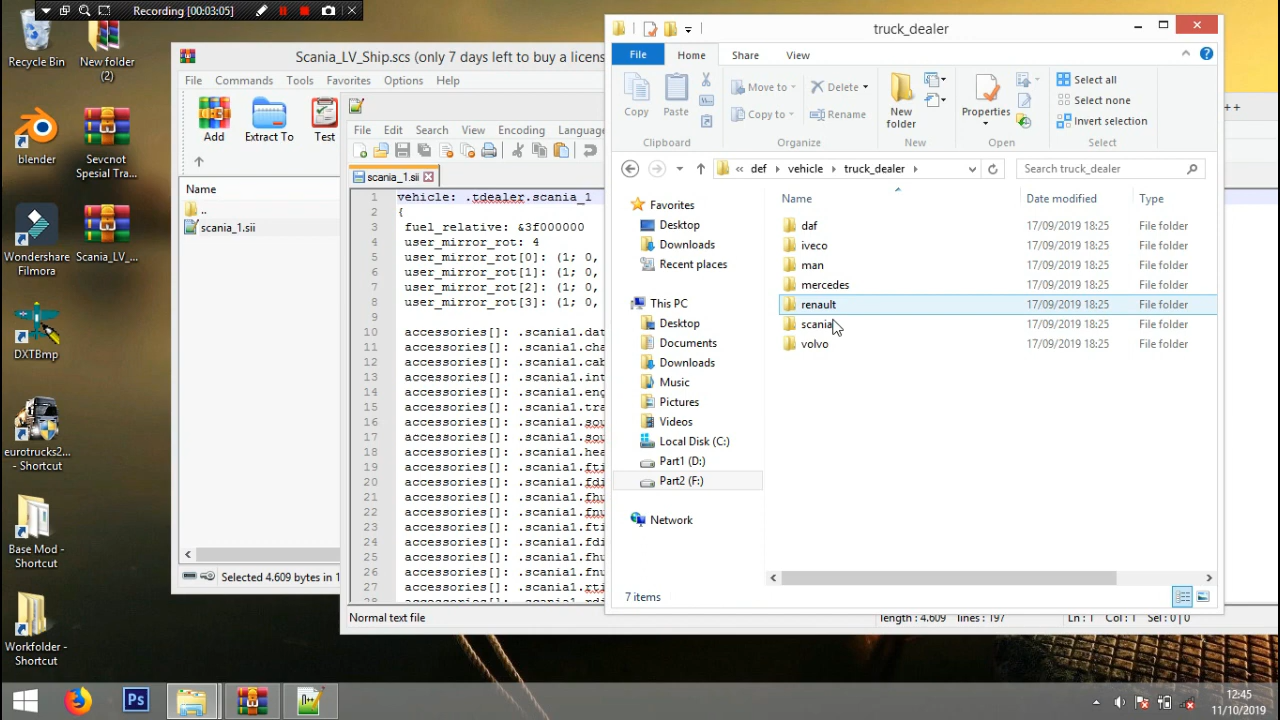 Recording [00:03:05]
Recycle Bin
New folder
(2)
blender
Sevcnot
Spesial Tra...
Wondershare
Filmora
Scania_LV_...
DXTBmp
eurotrucks2...
- Shortcut
Base Mod -
Shortcut
Workfolder -
Shortcut
Scania_LV_Ship.scs (only 7 days left to buy a licens
File Commands Tools Favorites Options Help
Add Extract To Test
Name
..
scania_1.sii
Selected 4.609 bytes in 1
++
File Edit Search View Encoding Language
scania_1.sii
1 vehicle: .tdealer.scania_1
2 {
3 fuel_relative: &3f000000
4 user_mirror_rot: 4
5 user_mirror_rot[0]: (1; 0,
6 user_mirror_rot[1]: (1; 0,
7 user_mirror_rot[2]: (1; 0,
8 user_mirror_rot[3]: (1; 0,
9
10 accessories[]: .scania1.dat
11 accessories[]: .scania1.cha
12 accessories[]: .scania1.cab
13 accessories[]: .scania1.int
14 accessories[]: .scania1.eng
15 accessories[]: .scania1.tra
16 accessories[]: .scania1.sou
17 accessories[]: .scania1.sou
18 accessories[]: .scania1.hea
19 accessories[]: .scania1.fti
20 accessories[]: .scania1.fdi
21 accessories[]: .scania1.fhu
22 accessories[]: .scania1.fnu
23 accessories[]: .scania1.fti
24 accessories[]: .scania1.fdi
25 accessories[]: .scania1.fhu
26 accessories[]: .scania1.fnu
27 accessories[]: .scania1.rti
28
Normal text file length : 4.609 lines : 197 Ln : 1 Col : 1 Sel : 0 | 0
truck_dealer
File Home Share View
Copy Paste Move to Copy to Delete Rename New folder Properties Select all Select none Invert selection
Clipboard Organize New Open Select
def vehicle truck_dealer Search truck_dealer
Favorites
Desktop
Downloads
Recent places
This PC
Desktop
Documents
Downloads
Music
Pictures
Videos
Local Disk (C:)
Part1 (D:)
Part2 (F:)
Network
Name Date modified Type
daf 17/09/2019 18:25 File folder
iveco 17/09/2019 18:25 File folder
man 17/09/2019 18:25 File folder
mercedes 17/09/2019 18:25 File folder
renault 17/09/2019 18:25 File folder
scania 17/09/2019 18:25 File folder
volvo 17/09/2019 18:25 File folder
7 items
Ps
12:45
11/10/2019